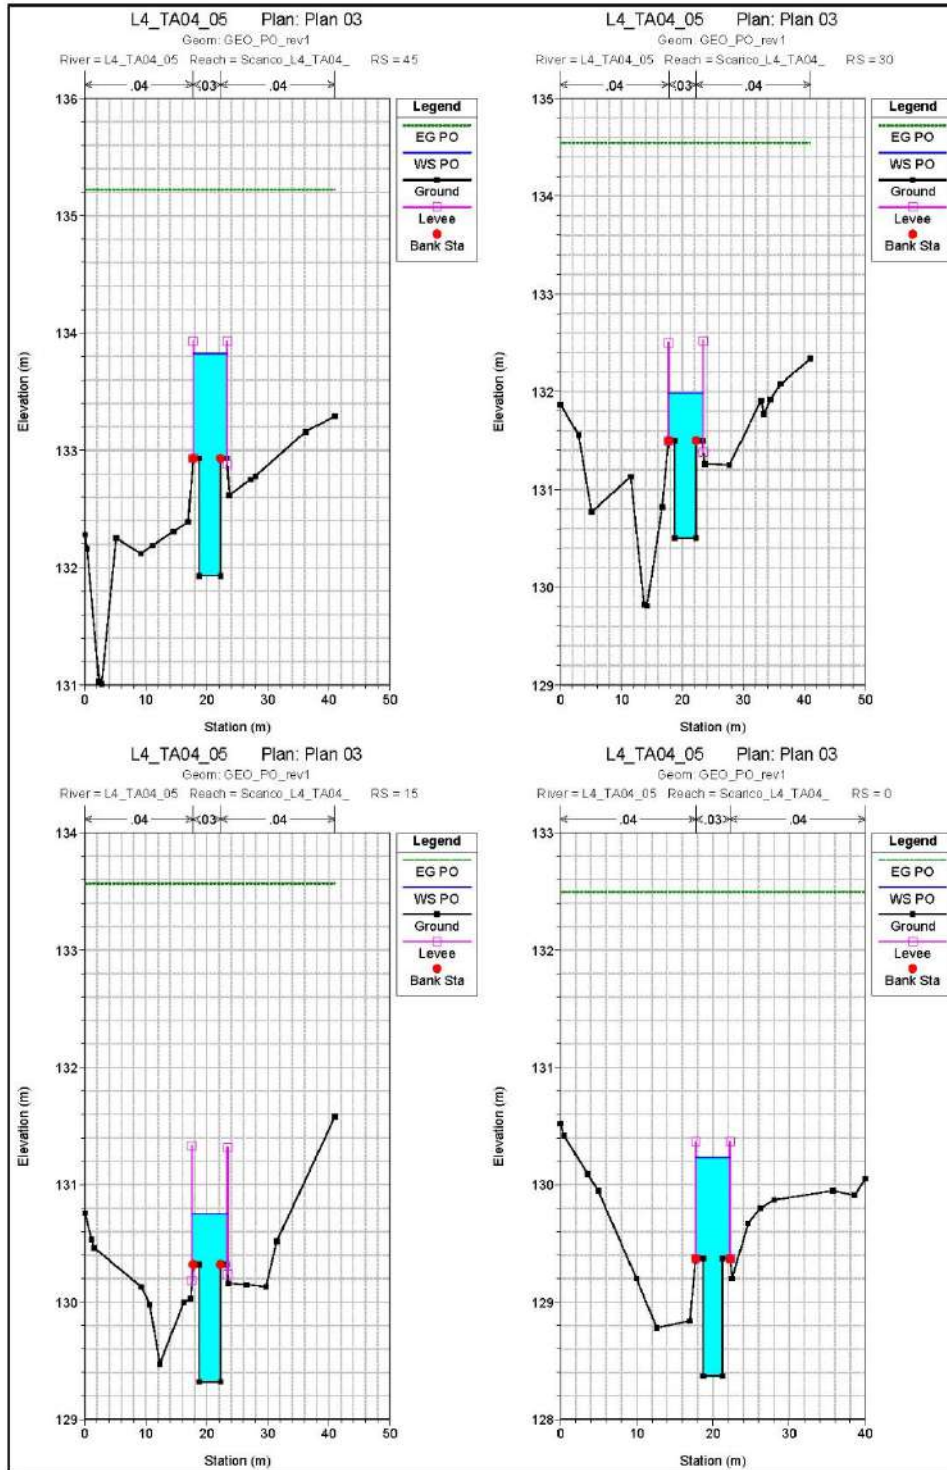 L4_TA04_05 Plan: Plan 03
Geom: GEO_PO_rev1
River = L4_TA04_05 Reach = Scarico_L4_TA04_ RS = 45
.04 .03 .04
136
135
134
133
132
131
Elevation (m)
0 10 20 30 40 50
Station (m)
Legend
EG PO
WS PO
Ground
Levee
Bank Sta
L4_TA04_05 Plan: Plan 03
Geom: GEO_PO_rev1
River = L4_TA04_05 Reach = Scarico_L4_TA04_ RS = 30
.04 .03 .04
135
134
133
132
131
130
129
Elevation (m)
0 10 20 30 40 50
Station (m)
Legend
EG PO
WS PO
Ground
Levee
Bank Sta
L4_TA04_05 Plan: Plan 03
Geom: GEO_PO_rev1
River = L4_TA04_05 Reach = Scarico_L4_TA04_ RS = 15
.04 .03 .04
134
133
132
131
130
129
Elevation (m)
0 10 20 30 40 50
Station (m)
Legend
EG PO
WS PO
Ground
Levee
Bank Sta
L4_TA04_05 Plan: Plan 03
Geom: GEO_PO_rev1
River = L4_TA04_05 Reach = Scarico_L4_TA04_ RS = 0
.04 .03 .04
133
132
131
130
129
128
Elevation (m)
0 10 20 30 40
Station (m)
Legend
EG PO
WS PO
Ground
Levee
Bank Sta